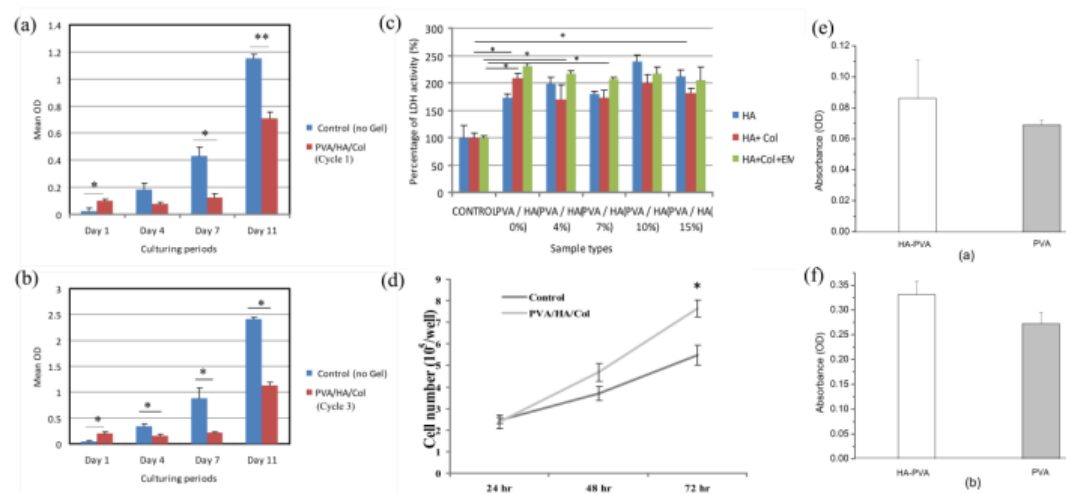 (a)
1.4
1.2
1
0.8
0.6
0.4
0.2
0
Mean OD
*
*
**
Day 1 Day 4 Day 7 Day 11
Culturing periods
Control (no Gel)
PVA/HA/Col
(Cycle 1)
(b)
3
2.5
2
1.5
1
0.5
0
Mean OD
*
*
*
*
Day 1 Day 4 Day 7 Day 11
Culturing periods
Control (no Gel)
PVA/HA/Col
(Cycle 3)
(c)
300
250
200
150
100
50
0
Percentage of LDH activity (%)
*
*
*
*
*
CONTROL PVA / HA( PVA / HA( PVA / HA( PVA / HA( PVA / HA(
0%) 4%) 7%) 10%) 15%)
Sample types
HA
HA+ Col
HA+Col+EM
(d)
9
8
7
6
5
4
3
2
1
0
Cell number (10⁵/well)
Control
PVA/HA/Col
*
24 hr 48 hr 72 hr
(e)
0.12
0.10
0.08
0.06
0.04
0.02
0.00
Absorbance (OD)
HA-PVA PVA
(a)
(f)
0.35
0.30
0.25
0.20
0.15
0.10
0.05
0.00
Absorbance (OD)
HA-PVA PVA
(b)